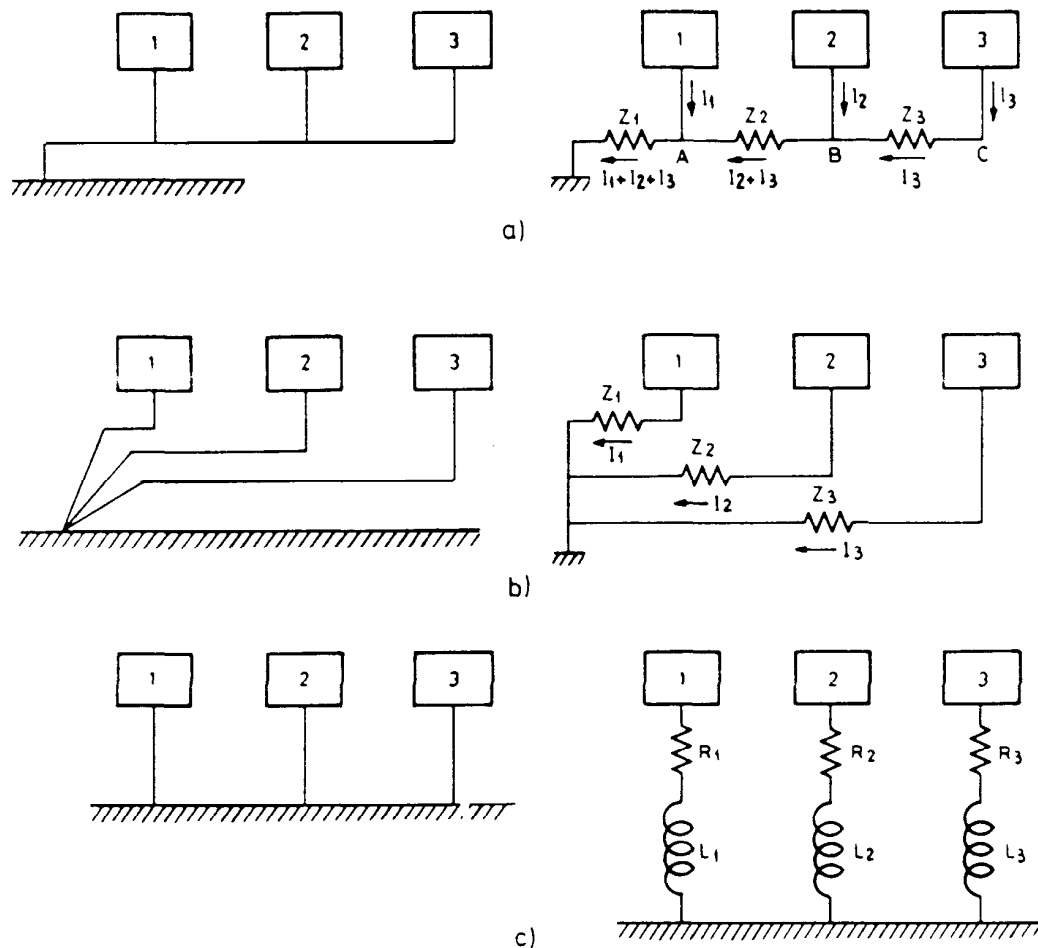 1 2 3 1 2 3
I1 I2 I3
Z1 Z2 Z3
A B C
I1+I2+I3 I2+I3 I3
a)
1 2 3 1 2 3
Z1
I1
Z2
I2
Z3
I3
b)
1 2 3 1 2 3
R1 R2 R3
L1 L2 L3
c)